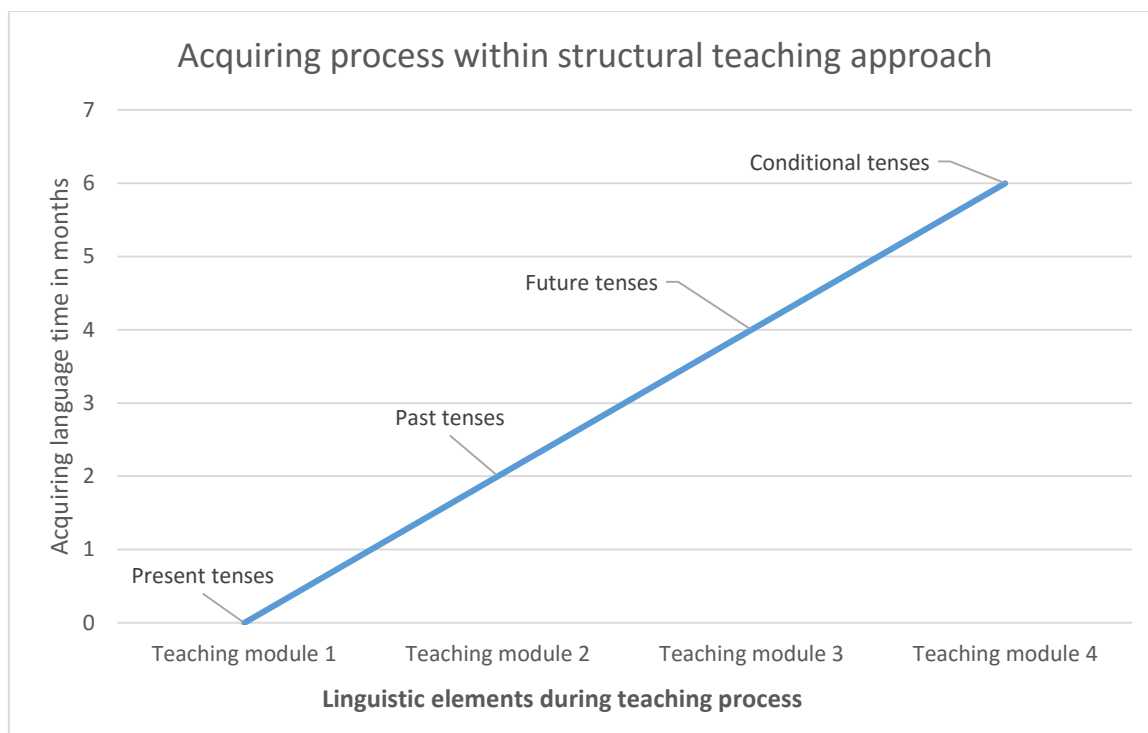 Acquiring process within structural teaching approach
Acquiring language time in months
7
6
5
4
3
2
1
0
Conditional tenses
Future tenses
Past tenses
Present tenses
Teaching module 1
Teaching module 2
Teaching module 3
Teaching module 4
Linguistic elements during teaching process